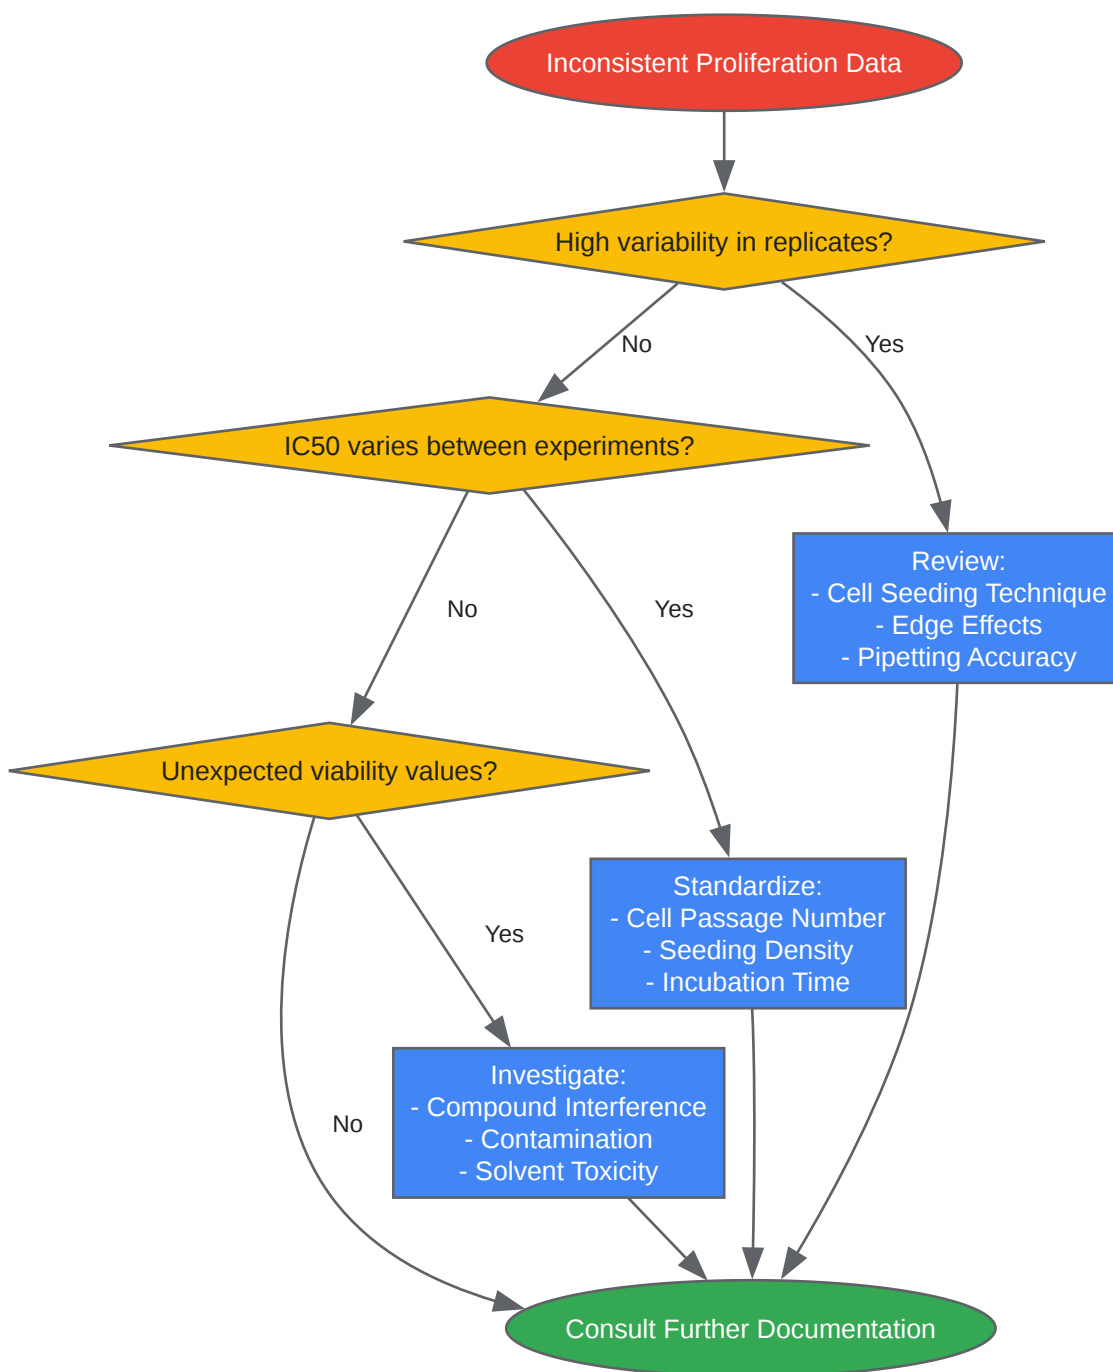 Inconsistent Proliferation Data
High variability in replicates?
No
Yes
IC50 varies between experiments?
No
Yes
Review:
- Cell Seeding Technique
- Edge Effects
- Pipetting Accuracy
Unexpected viability values?
Yes
No
Standardize:
- Cell Passage Number
- Seeding Density
- Incubation Time
Investigate:
- Compound Interference
- Contamination
- Solvent Toxicity
Consult Further Documentation